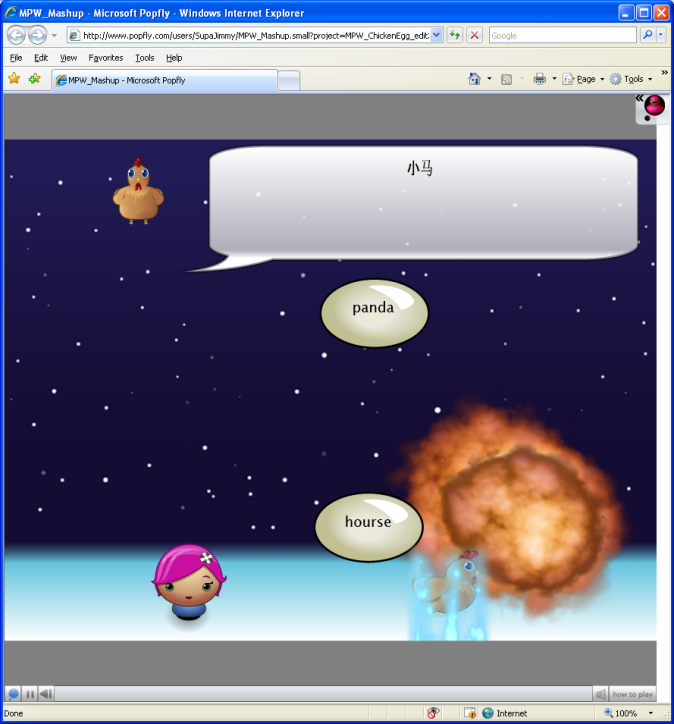 MPW_Mashup - Microsoft Popfly - Windows Internet Explorer
http://www.popfly.com/users/SupaJimmy/MPW_Mashup.small?project=MPW_ChickenEgg_edit
Google
File Edit View Favorites Tools Help
MPW_Mashup - Microsoft Popfly
Page Tools
小马
panda
hourse
how to play
Done
Internet
100%